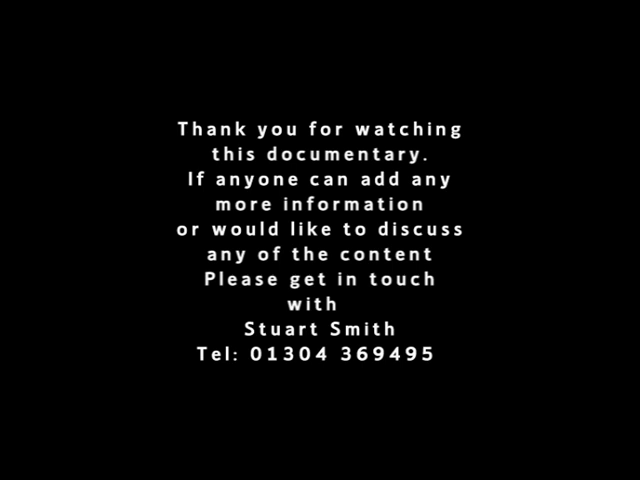 Thank you for watching
this documentary.
If anyone can add any
more information
or would like to discuss
any of the content
Please get in touch
with
Stuart Smith
Tel: 01304 369495